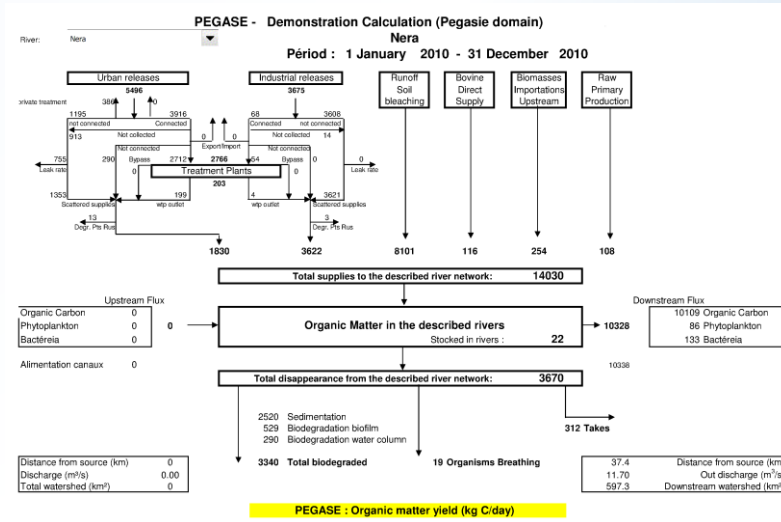 PEGASE - Demonstration Calculation (Pegasie domain)
River: Nera
Nera
Périod : 1 January 2010 - 31 December 2010
Urban releases
5496
Industrial releases
3675
Runoff
Soil
bleaching
Bovine
Direct
Supply
Biomasses
Importations
Upstream
Raw
Primary
Production
private treatment 386 0
1195 3916 68 3608
not connected Connected Connected not connected
913 Not collected 0 0 Not collected 14
Export/Import
Not connected Not connected
755 290 Bypass 2712 2766 64 Bypass 0 0
Leak rate 0 Treatment Plants 0 Leak rate
203
1353 199 4 3621
Scattered supplies wtp outlet wtp outlet Scattered supplies
13 3
Degr. Pts Rus Degr. Pts Rus
1830 3622 8101 116 254 108
Total supplies to the described river network: 14030
Upstream Flux Downstream Flux
Organic Carbon 0 10109 Organic Carbon
Phytoplankton 0 0 Organic Matter in the described rivers 10328 86 Phytoplankton
Bactéreia 0 Stocked in rivers : 22 133 Bactéreia
Alimentation canaux 0 10338
Total disappearance from the described river network: 3670
2520 Sedimentation
529 Biodegradation biofilm
290 Biodegradation water column
312 Takes
3340 Total biodegraded 19 Organisms Breathing
Distance from source (km) 0 37.4 Distance from source (km
Discharge (m³/s) 0.00 11.70 Out discharge (m³/s
Total watershed (km²) 0 597.3 Downstream watershed (km²
PEGASE : Organic matter yield (kg C/day)